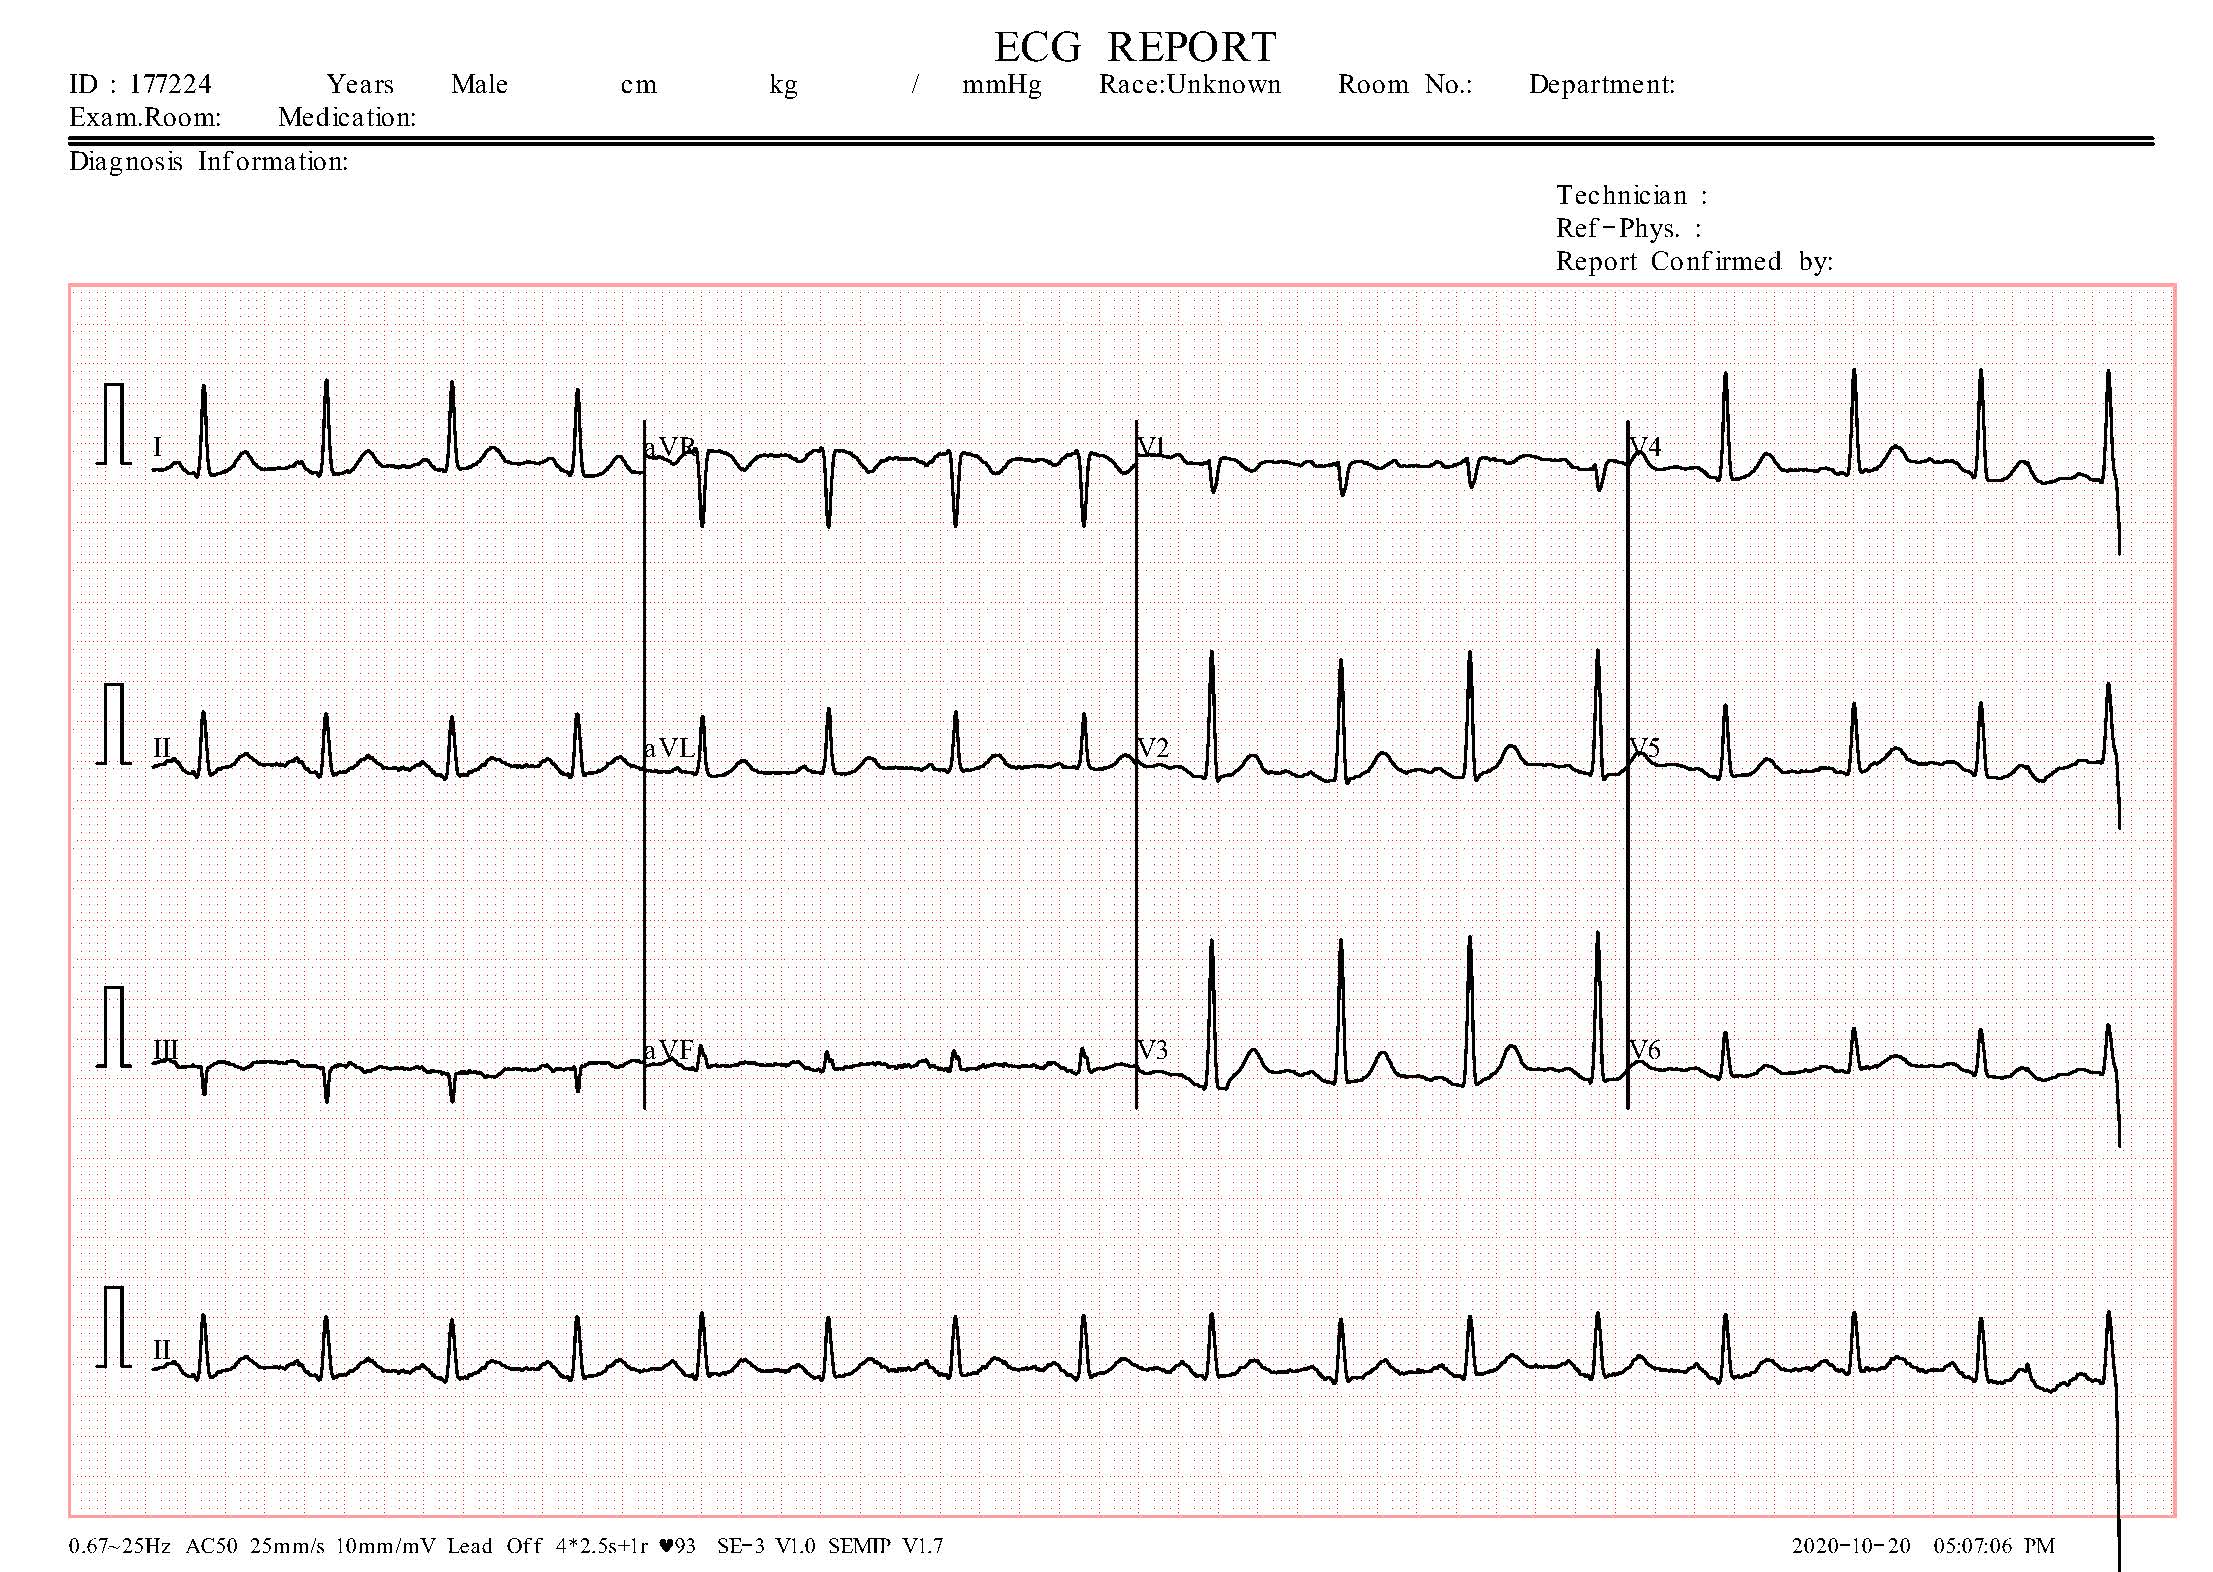 ECG REPORT
ID : 177224 Years Male cm kg / mmHg Race:Unknown Room No.: Department:
Exam.Room: Medication:
Diagnosis Information:
Technician :
Ref-Phys. :
Report Confirmed by:
I aVR V1 V4
II aVL V2 V5
III aVF V3 V6
II
0.67~25Hz AC50 25mm/s 10mm/mV Lead Off 4*2.5s+1r ♥93 SE-3 V1.0 SEMIP V1.7 2020-10-20 05:07:06 PM